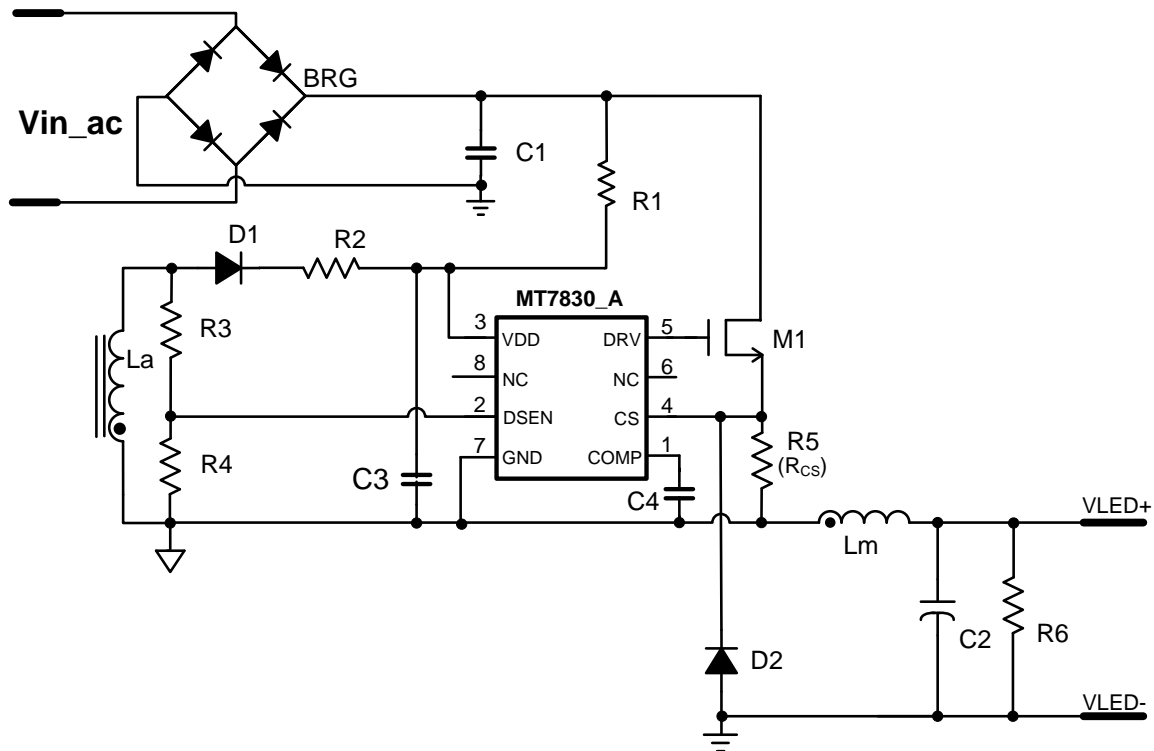 BRG
Vin_ac
C1
R1
D1
R2
MT7830_A
R3
La
R4
3
VDD
8
NC
2
DSEN
7
GND
DRV
5
NC
6
CS
4
COMP
1
M1
R5
(RCS)
C3
C4
Lm
VLED+
C2
R6
D2
VLED-